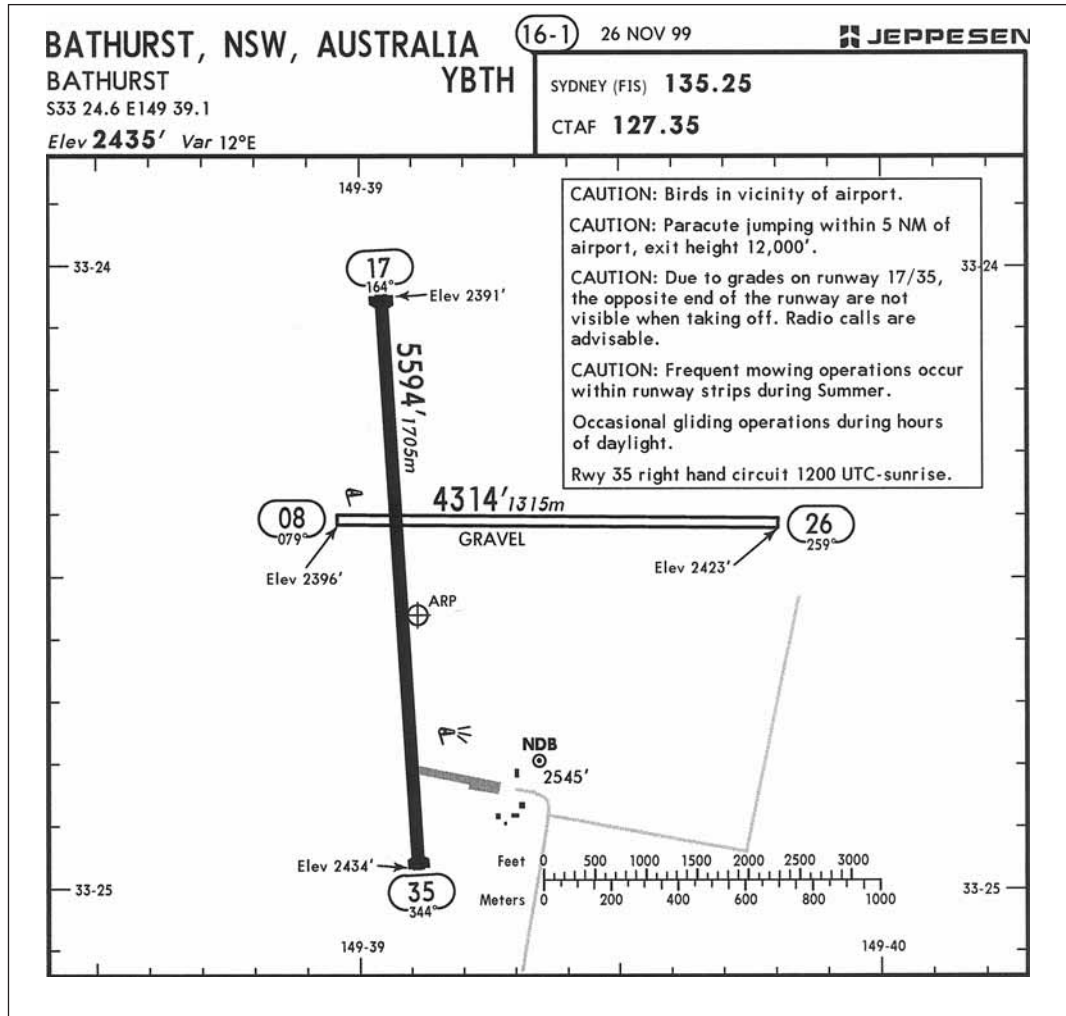 BATHURST, NSW, AUSTRALIA
BATHURST YBTH
S33 24.6 E149 39.1
Elev 2435′ Var 12°E
16-1 26 NOV 99 JEPPESEN
SYDNEY (FIS) 135.25
CTAF 127.35
149-39
CAUTION: Birds in vicinity of airport.
CAUTION: Paracute jumping within 5 NM of
airport, exit height 12,000′.
CAUTION: Due to grades on runway 17/35,
the opposite end of the runway are not
visible when taking off. Radio calls are
advisable.
CAUTION: Frequent mowing operations occur
within runway strips during Summer.
Occasional gliding operations during hours
of daylight.
Rwy 35 right hand circuit 1200 UTC-sunrise.
33-24
33-24
17
164°
Elev 2391′
5594′ 1705m
4314′ 1315m
GRAVEL
08
079°
26
259°
Elev 2396′
Elev 2423′
ARP
NDB
2545′
Elev 2434′
35
344°
Feet 0 500 1000 1500 2000 2500 3000
Meters 0 200 400 600 800 1000
33-25
33-25
149-39
149-40